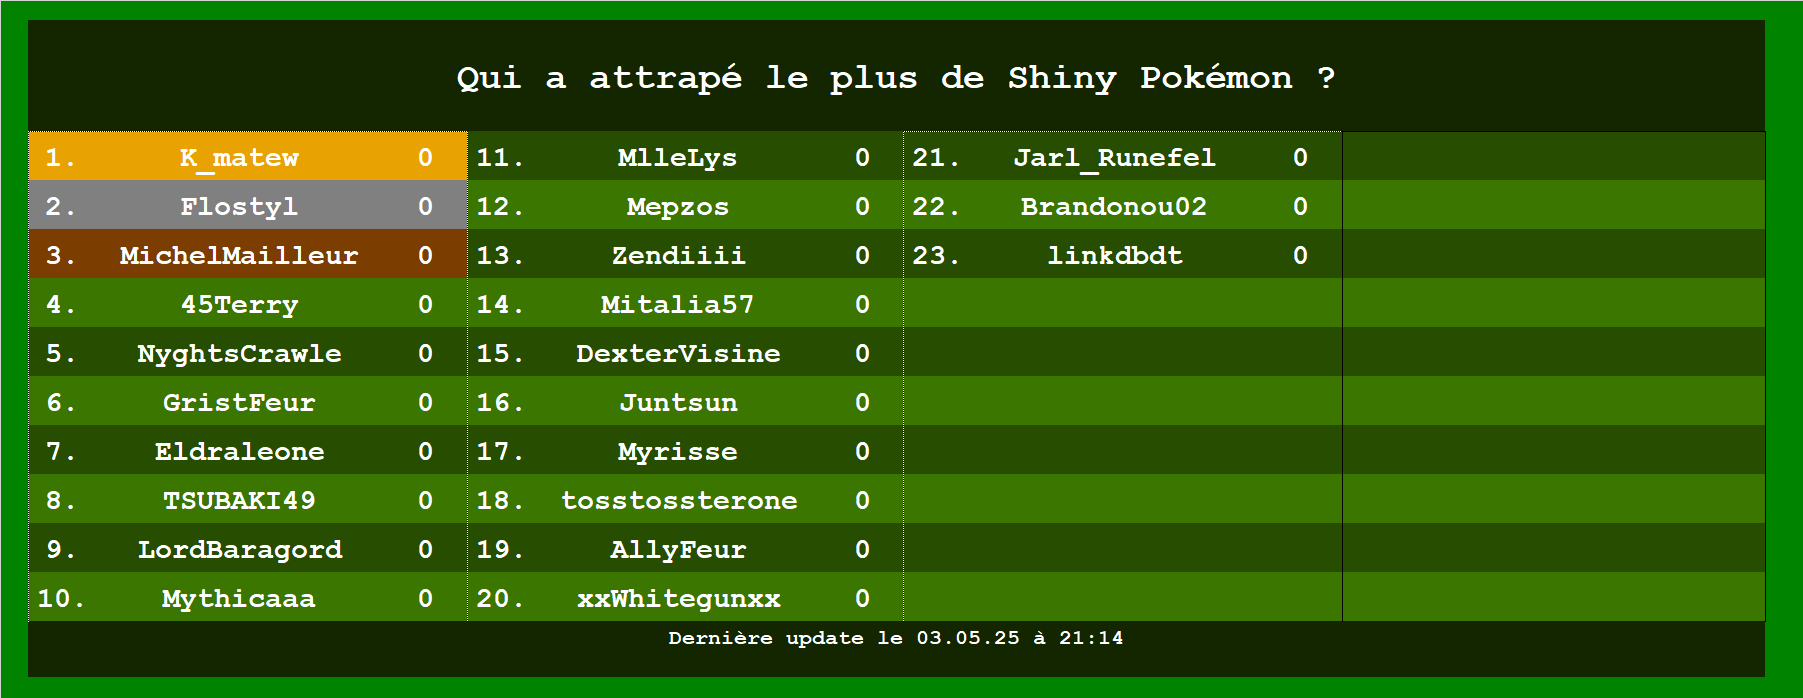 Qui a attrapé le plus de Shiny Pokémon ?
1. K_matew 0
2. Flostyl 0
3. MichelMailleur 0
4. 45Terry 0
5. NyghtsCrawle 0
6. GristFeur 0
7. Eldraleone 0
8. TSUBAKI49 0
9. LordBaragord 0
10. Mythicaaa 0
11. MlleLys 0
12. Mepzos 0
13. Zendiiii 0
14. Mitalia57 0
15. DexterVisine 0
16. Juntsun 0
17. Myrisse 0
18. tosstossterone 0
19. AllyFeur 0
20. xxWhitegunxx 0
21. Jarl_Runefel 0
22. Brandonou02 0
23. linkdbdt 0
Dernière update le 03.05.25 à 21:14